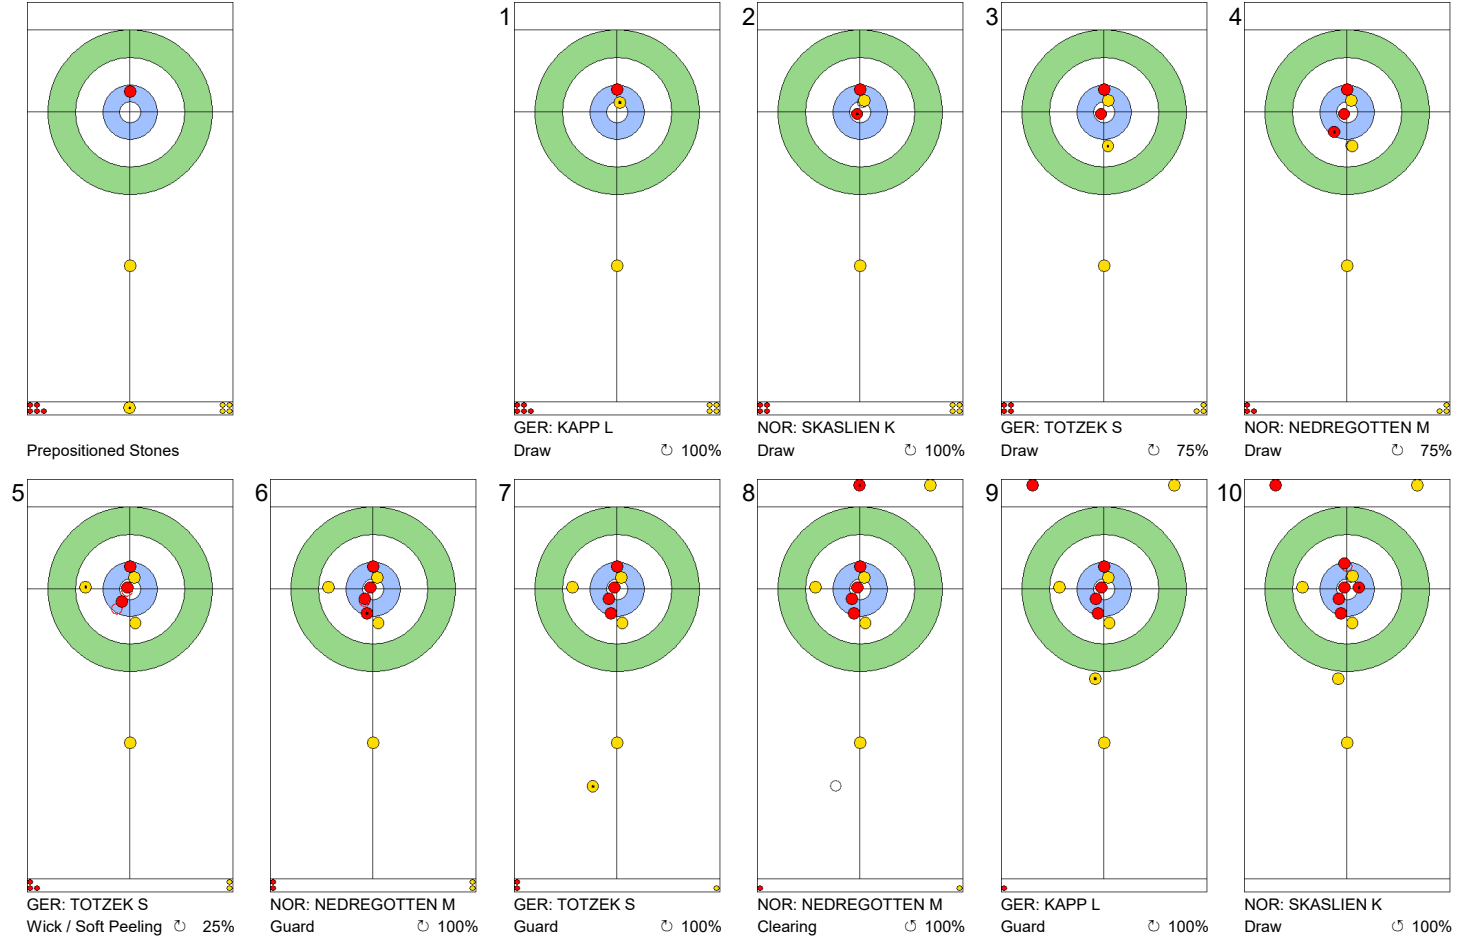 Prepositioned Stones
1
GER: KAPP L
Draw ↻ 100%
2
NOR: SKASLIEN K
Draw ↻ 100%
3
GER: TOTZEK S
Draw ↻ 75%
4
NOR: NEDREGOTTEN M
Draw ↻ 75%
5
GER: TOTZEK S
Wick / Soft Peeling ↻ 25%
6
NOR: NEDREGOTTEN M
Guard ↻ 100%
7
GER: TOTZEK S
Guard ↻ 100%
8
NOR: NEDREGOTTEN M
Clearing ↺ 100%
9
GER: KAPP L
Guard ↻ 100%
10
NOR: SKASLIEN K
Draw ↺ 100%